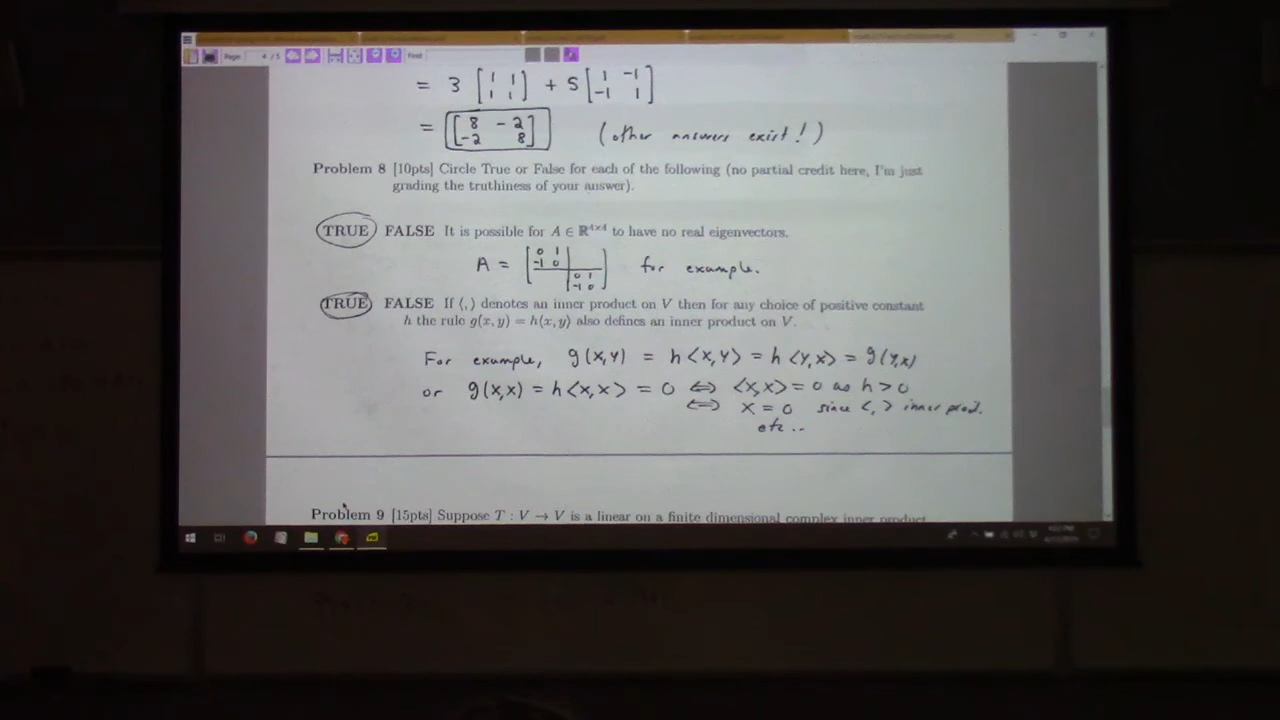 Page: 4 / 5 Find:
= 3 [1 1 1 1] + 5 [1 -1 -1 1]
= [8 -2 -2 8] (other answers exist!)
Problem 8 [10pts] Circle True or False for each of the following (no partial credit here, I'm just
grading the truthiness of your answer).
TRUE FALSE It is possible for A ∈ ℝ⁴ˣ⁴ to have no real eigenvectors.
A = [0 1 -1 0 0 1 -1 0] for example.
TRUE FALSE If ⟨,⟩ denotes an inner product on V then for any choice of positive constant
h the rule g(x, y) = h⟨x, y⟩ also defines an inner product on V.
For example, g(x,y) = h<x,y> = h<y,x> = g(y,x)
or g(x,x) = h<x,x> = 0 ⟺ <x,x> = 0 as h>0
⟺ x = 0 since <,> inner prod.
etc..
Problem 9 [15pts] Suppose T : V → V is a linear on a finite dimensional complex inner product